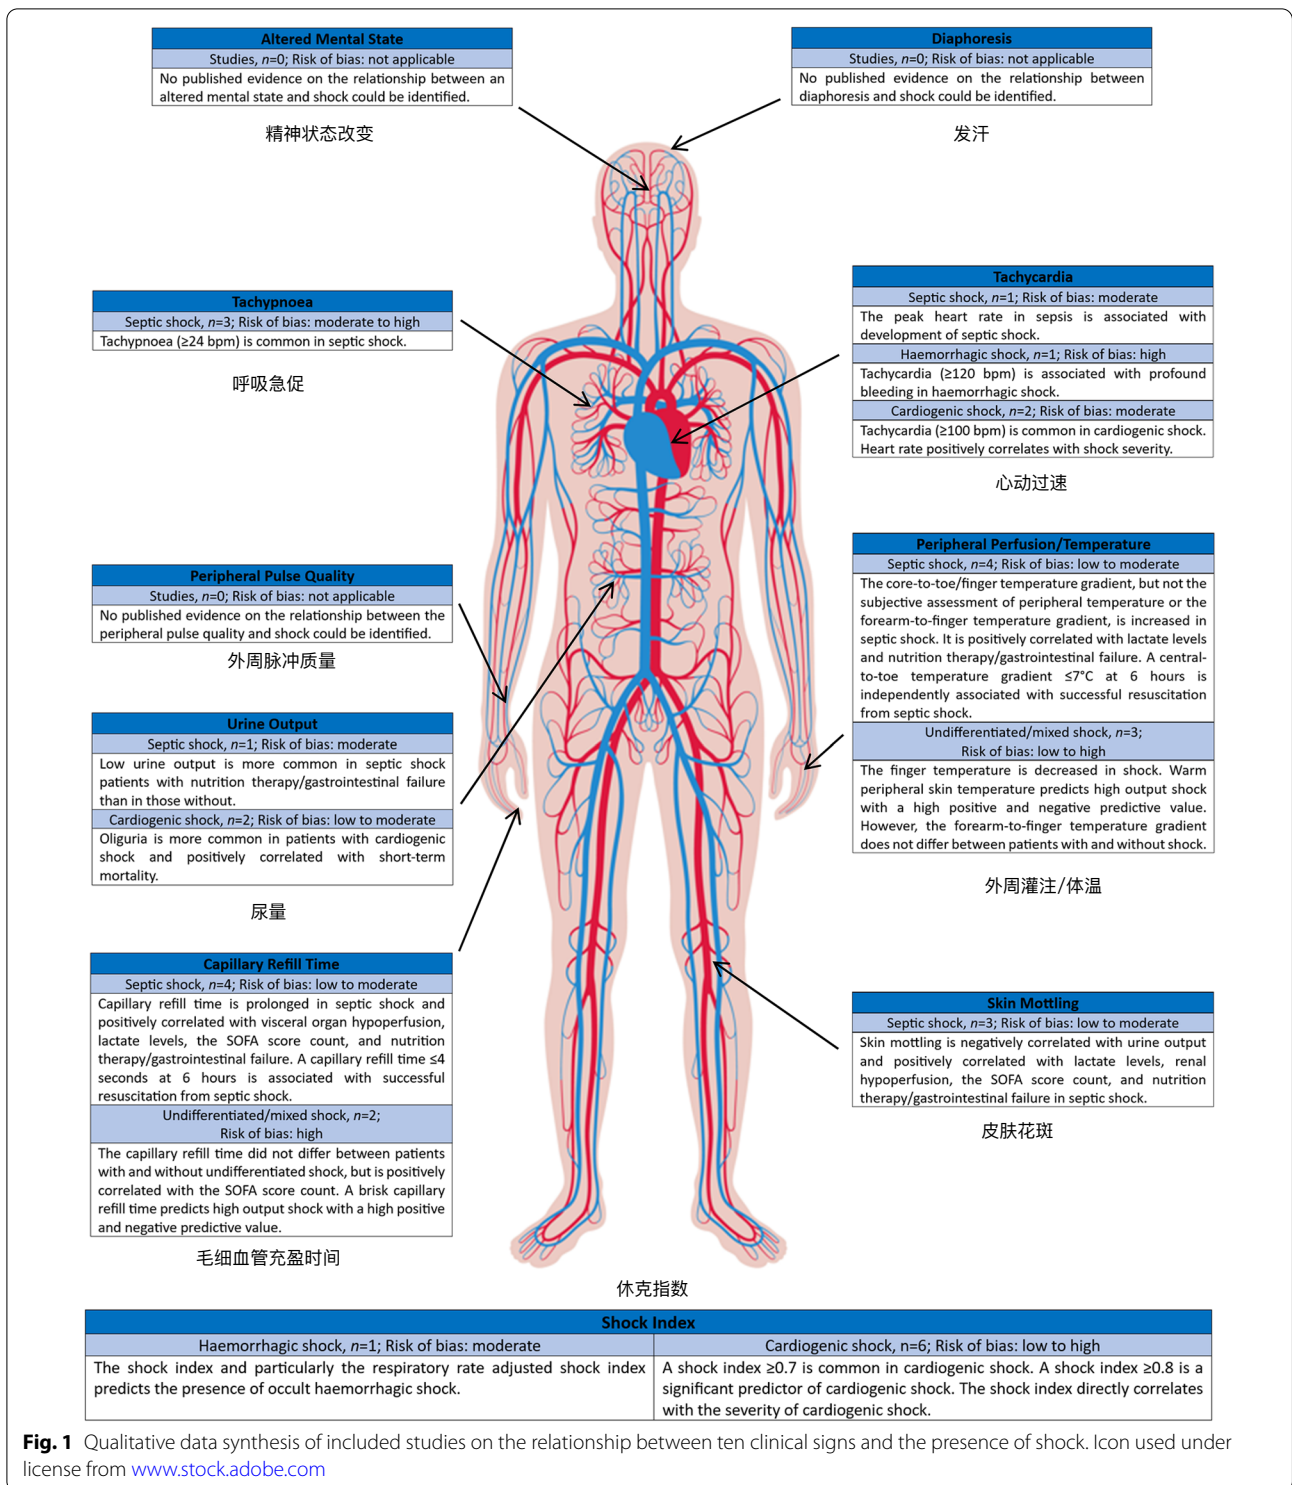 Altered Mental State
Studies, n=0; Risk of bias: not applicable
No published evidence on the relationship between an
altered mental state and shock could be identified.
精神状态改变
Diaphoresis
Studies, n=0; Risk of bias: not applicable
No published evidence on the relationship between
diaphoresis and shock could be identified.
发汗
Tachypnoea
Septic shock, n=3; Risk of bias: moderate to high
Tachypnoea (≥24 bpm) is common in septic shock.
呼吸急促
Tachycardia
Septic shock, n=1; Risk of bias: moderate
The peak heart rate in sepsis is associated with
development of septic shock.
Haemorrhagic shock, n=1; Risk of bias: high
Tachycardia (≥120 bpm) is associated with profound
bleeding in haemorrhagic shock.
Cardiogenic shock, n=2; Risk of bias: moderate
Tachycardia (≥100 bpm) is common in cardiogenic shock.
Heart rate positively correlates with shock severity.
心动过速
Peripheral Pulse Quality
Studies, n=0; Risk of bias: not applicable
No published evidence on the relationship between the
peripheral pulse quality and shock could be identified.
外周脉冲质量
Peripheral Perfusion/Temperature
Septic shock, n=4; Risk of bias: low to moderate
The core-to-toe/finger temperature gradient, but not the
subjective assessment of peripheral temperature or the
forearm-to-finger temperature gradient, is increased in
septic shock. It is positively correlated with lactate levels
and nutrition therapy/gastrointestinal failure. A central-
to-toe temperature gradient ≤7°C at 6 hours is
independently associated with successful resuscitation
from septic shock.
Undifferentiated/mixed shock, n=3;
Risk of bias: low to high
The finger temperature is decreased in shock. Warm
peripheral skin temperature predicts high output shock
with a high positive and negative predictive value.
However, the forearm-to-finger temperature gradient
does not differ between patients with and without shock.
外周灌注/体温
Urine Output
Septic shock, n=1; Risk of bias: moderate
Low urine output is more common in septic shock
patients with nutrition therapy/gastrointestinal failure
than in those without.
Cardiogenic shock, n=2; Risk of bias: low to moderate
Oliguria is more common in patients with cardiogenic
shock and positively correlated with short-term
mortality.
尿量
Capillary Refill Time
Septic shock, n=4; Risk of bias: low to moderate
Capillary refill time is prolonged in septic shock and
positively correlated with visceral organ hypoperfusion,
lactate levels, the SOFA score count, and nutrition
therapy/gastrointestinal failure. A capillary refill time ≤4
seconds at 6 hours is associated with successful
resuscitation from septic shock.
Undifferentiated/mixed shock, n=2;
Risk of bias: high
The capillary refill time did not differ between patients
with and without undifferentiated shock, but is positively
correlated with the SOFA score count. A brisk capillary
refill time predicts high output shock with a high positive
and negative predictive value.
毛细血管充盈时间
Skin Mottling
Septic shock, n=3; Risk of bias: low to moderate
Skin mottling is negatively correlated with urine output
and positively correlated with lactate levels, renal
hypoperfusion, the SOFA score count, and nutrition
therapy/gastrointestinal failure in septic shock.
皮肤花斑
休克指数
Shock Index
Haemorrhagic shock, n=1; Risk of bias: moderate
The shock index and particularly the respiratory rate adjusted shock index
predicts the presence of occult haemorrhagic shock.
Cardiogenic shock, n=6; Risk of bias: low to high
A shock index ≥0.7 is common in cardiogenic shock. A shock index ≥0.8 is a
significant predictor of cardiogenic shock. The shock index directly correlates
with the severity of cardiogenic shock.
Fig. 1 Qualitative data synthesis of included studies on the relationship between ten clinical signs and the presence of shock. Icon used under
license from www.stock.adobe.com